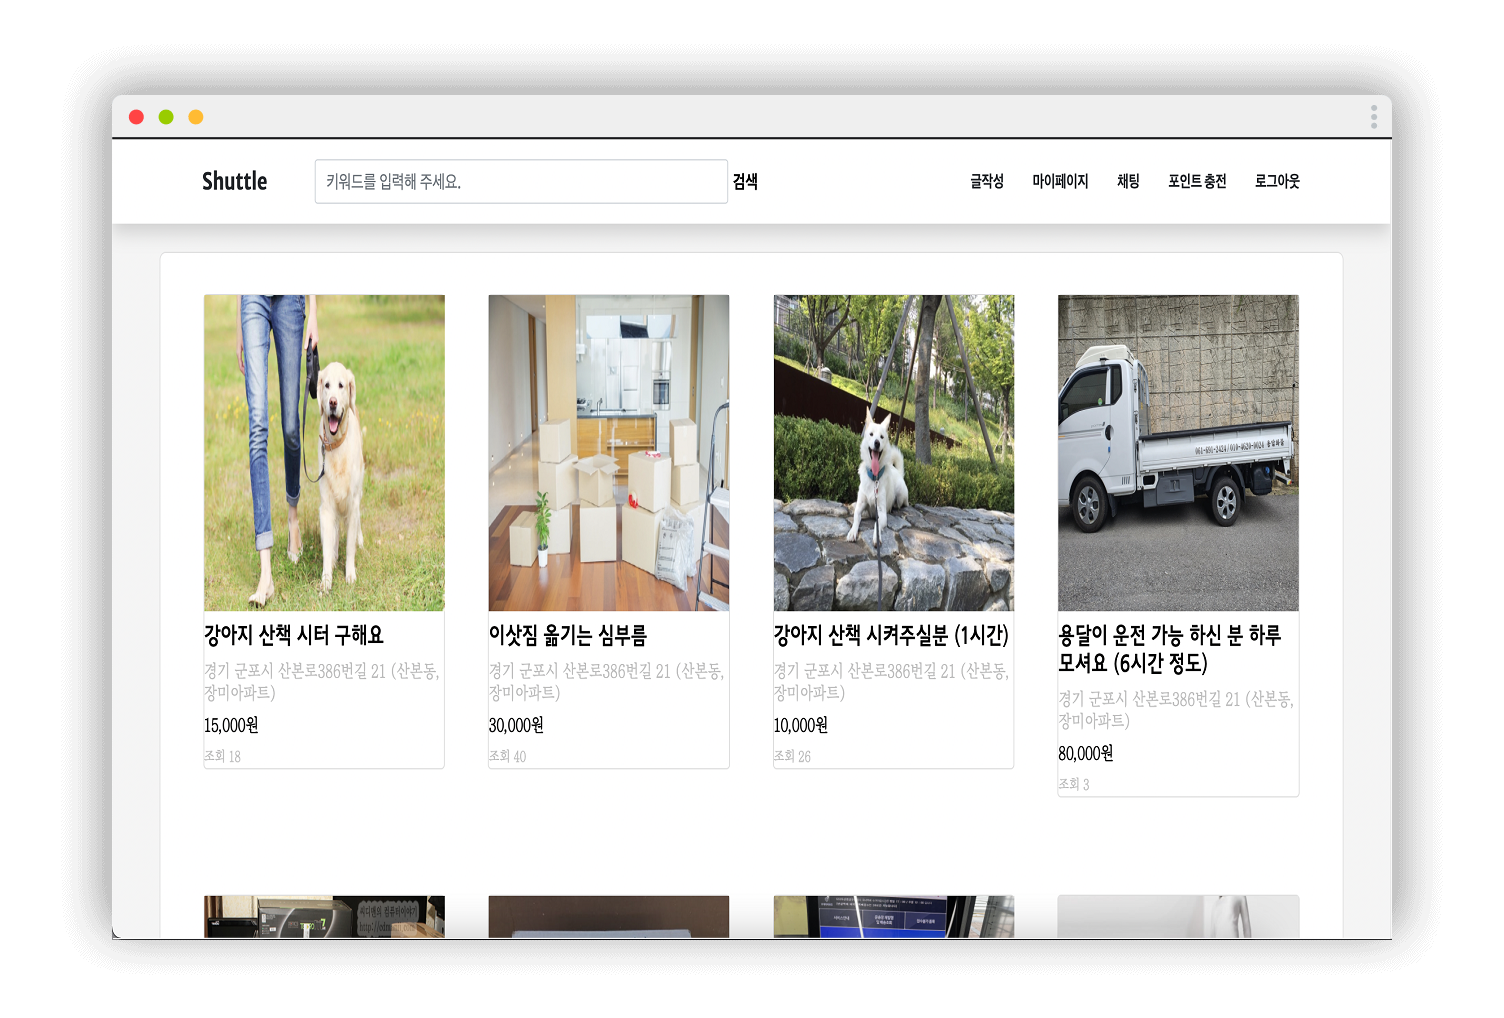 Shuttle
키워드를 입력해 주세요.
검색
글작성
마이페이지
채팅
포인트 충전
로그아웃
강아지 산책 시터 구해요
경기 군포시 산본로386번길 21 (산본동,
장미아파트)
15,000원
조회 18
이삿짐 옮기는 심부름
경기 군포시 산본로386번길 21 (산본동,
장미아파트)
30,000원
조회 40
강아지 산책 시켜주실분 (1시간)
경기 군포시 산본로386번길 21 (산본동,
장미아파트)
10,000원
조회 26
용달이 운전 가능 하신 분 하루
모셔요 (6시간 정도)
경기 군포시 산본로386번길 21 (산본동,
장미아파트)
80,000원
조회 3